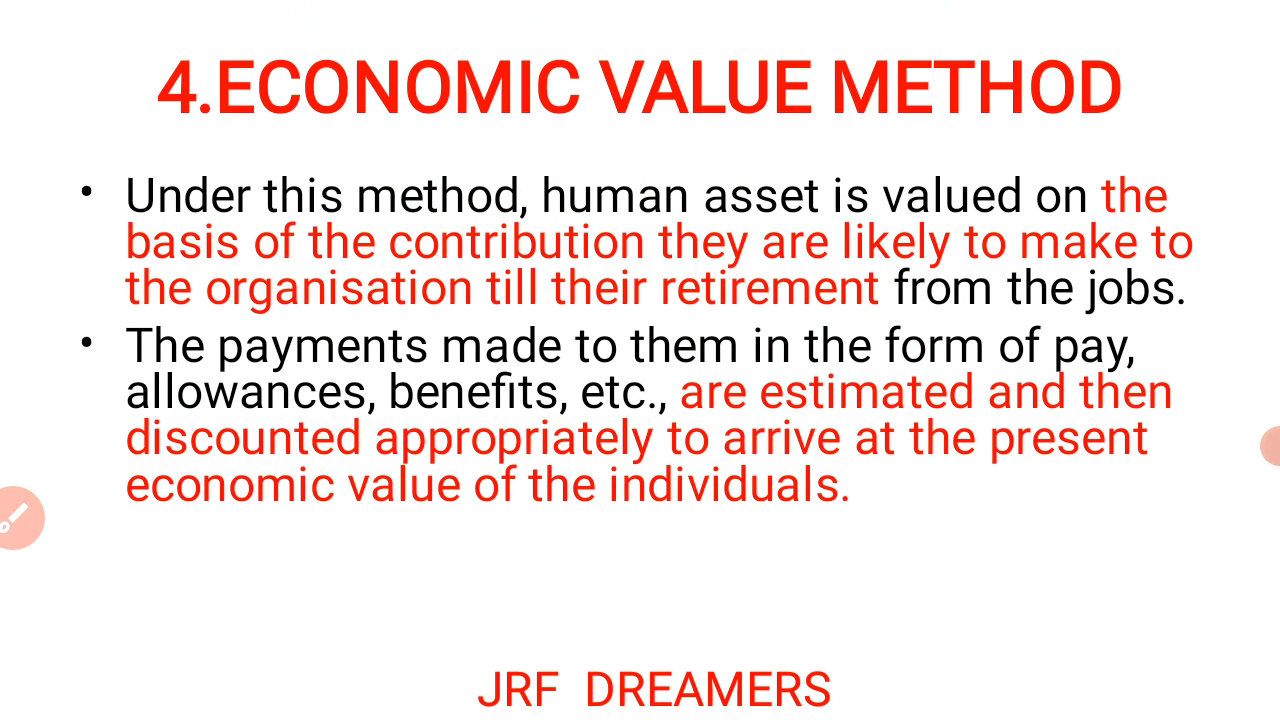 4.ECONOMIC VALUE METHOD
• Under this method, human asset is valued on the
basis of the contribution they are likely to make to
the organisation till their retirement from the jobs.
• The payments made to them in the form of pay,
allowances, benefits, etc., are estimated and then
discounted appropriately to arrive at the present
economic value of the individuals.
JRF DREAMERS